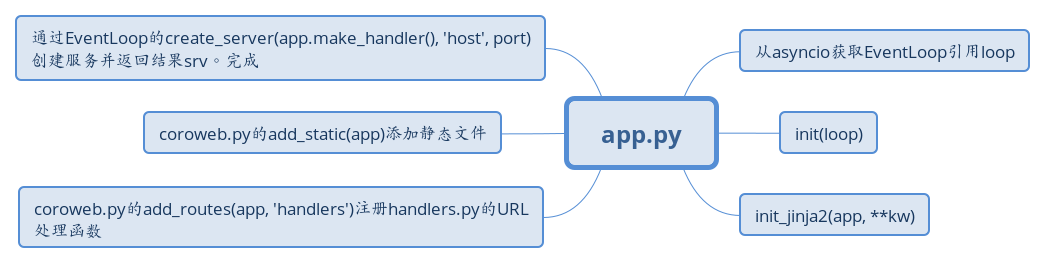 通过EventLoop的create_server(app.make_handler(), 'host', port)
创建服务并返回结果srv。完成
从asyncio获取EventLoop引用loop
coroweb.py的add_static(app)添加静态文件
app.py
init(loop)
coroweb.py的add_routes(app, 'handlers')注册handlers.py的URL
处理函数
init_jinja2(app, **kw)